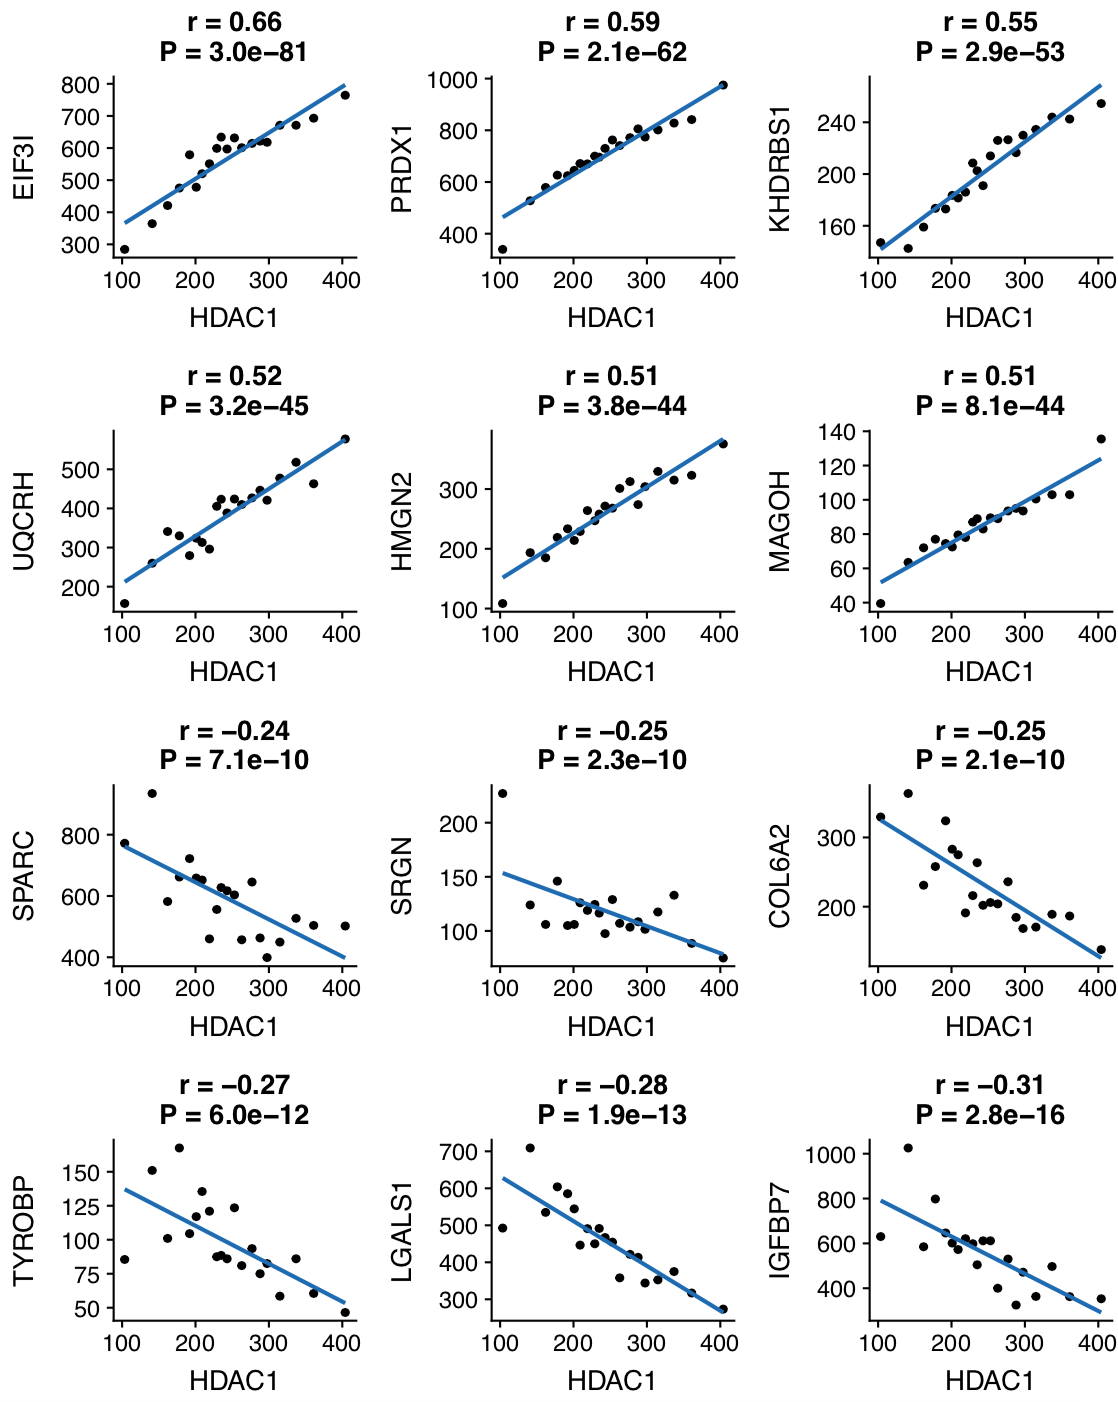 r = 0.66
P = 3.0e−81
EIF3I
800
700
600
500
400
300
100 200 300 400
HDAC1
r = 0.59
P = 2.1e−62
PRDX1
1000
800
600
400
100 200 300 400
HDAC1
r = 0.55
P = 2.9e−53
KHDRBS1
240
200
160
100 200 300 400
HDAC1
r = 0.52
P = 3.2e−45
UQCRH
500
400
300
200
100 200 300 400
HDAC1
r = 0.51
P = 3.8e−44
HMGN2
300
200
100
100 200 300 400
HDAC1
r = 0.51
P = 8.1e−44
MAGOH
140
120
100
80
60
40
100 200 300 400
HDAC1
r = −0.24
P = 7.1e−10
SPARC
800
600
400
100 200 300 400
HDAC1
r = −0.25
P = 2.3e−10
SRGN
200
150
100
100 200 300 400
HDAC1
r = −0.25
P = 2.1e−10
COL6A2
300
200
100 200 300 400
HDAC1
r = −0.27
P = 6.0e−12
TYROBP
150
125
100
75
50
100 200 300 400
HDAC1
r = −0.28
P = 1.9e−13
LGALS1
700
600
500
400
300
100 200 300 400
HDAC1
r = −0.31
P = 2.8e−16
IGFBP7
1000
800
600
400
100 200 300 400
HDAC1